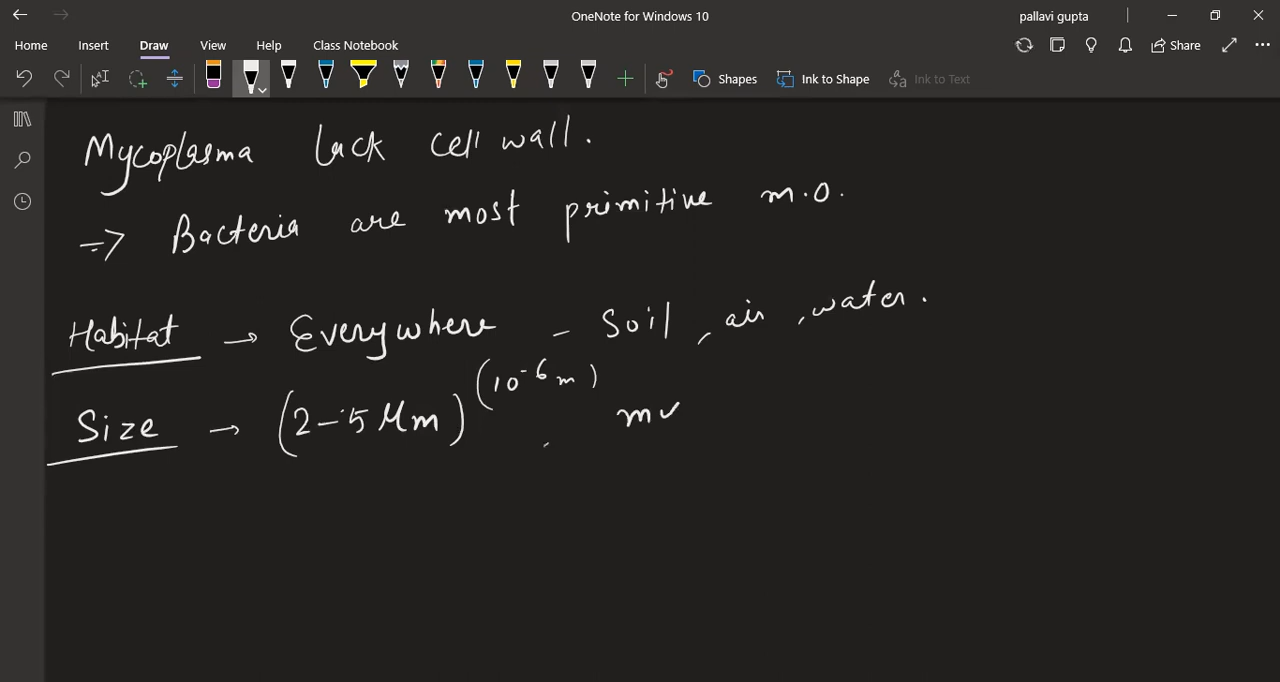 OneNote for Windows 10
pallavi gupta
Home Insert Draw View Help Class Notebook
Share
Shapes Ink to Shape Ink to Text
Mycoplasma lack cell wall.
=> Bacteria are most primitive m.o.
Habitat → Everywhere – Soil, air, water.
Size → (2–5 μm) (10⁻⁶m)